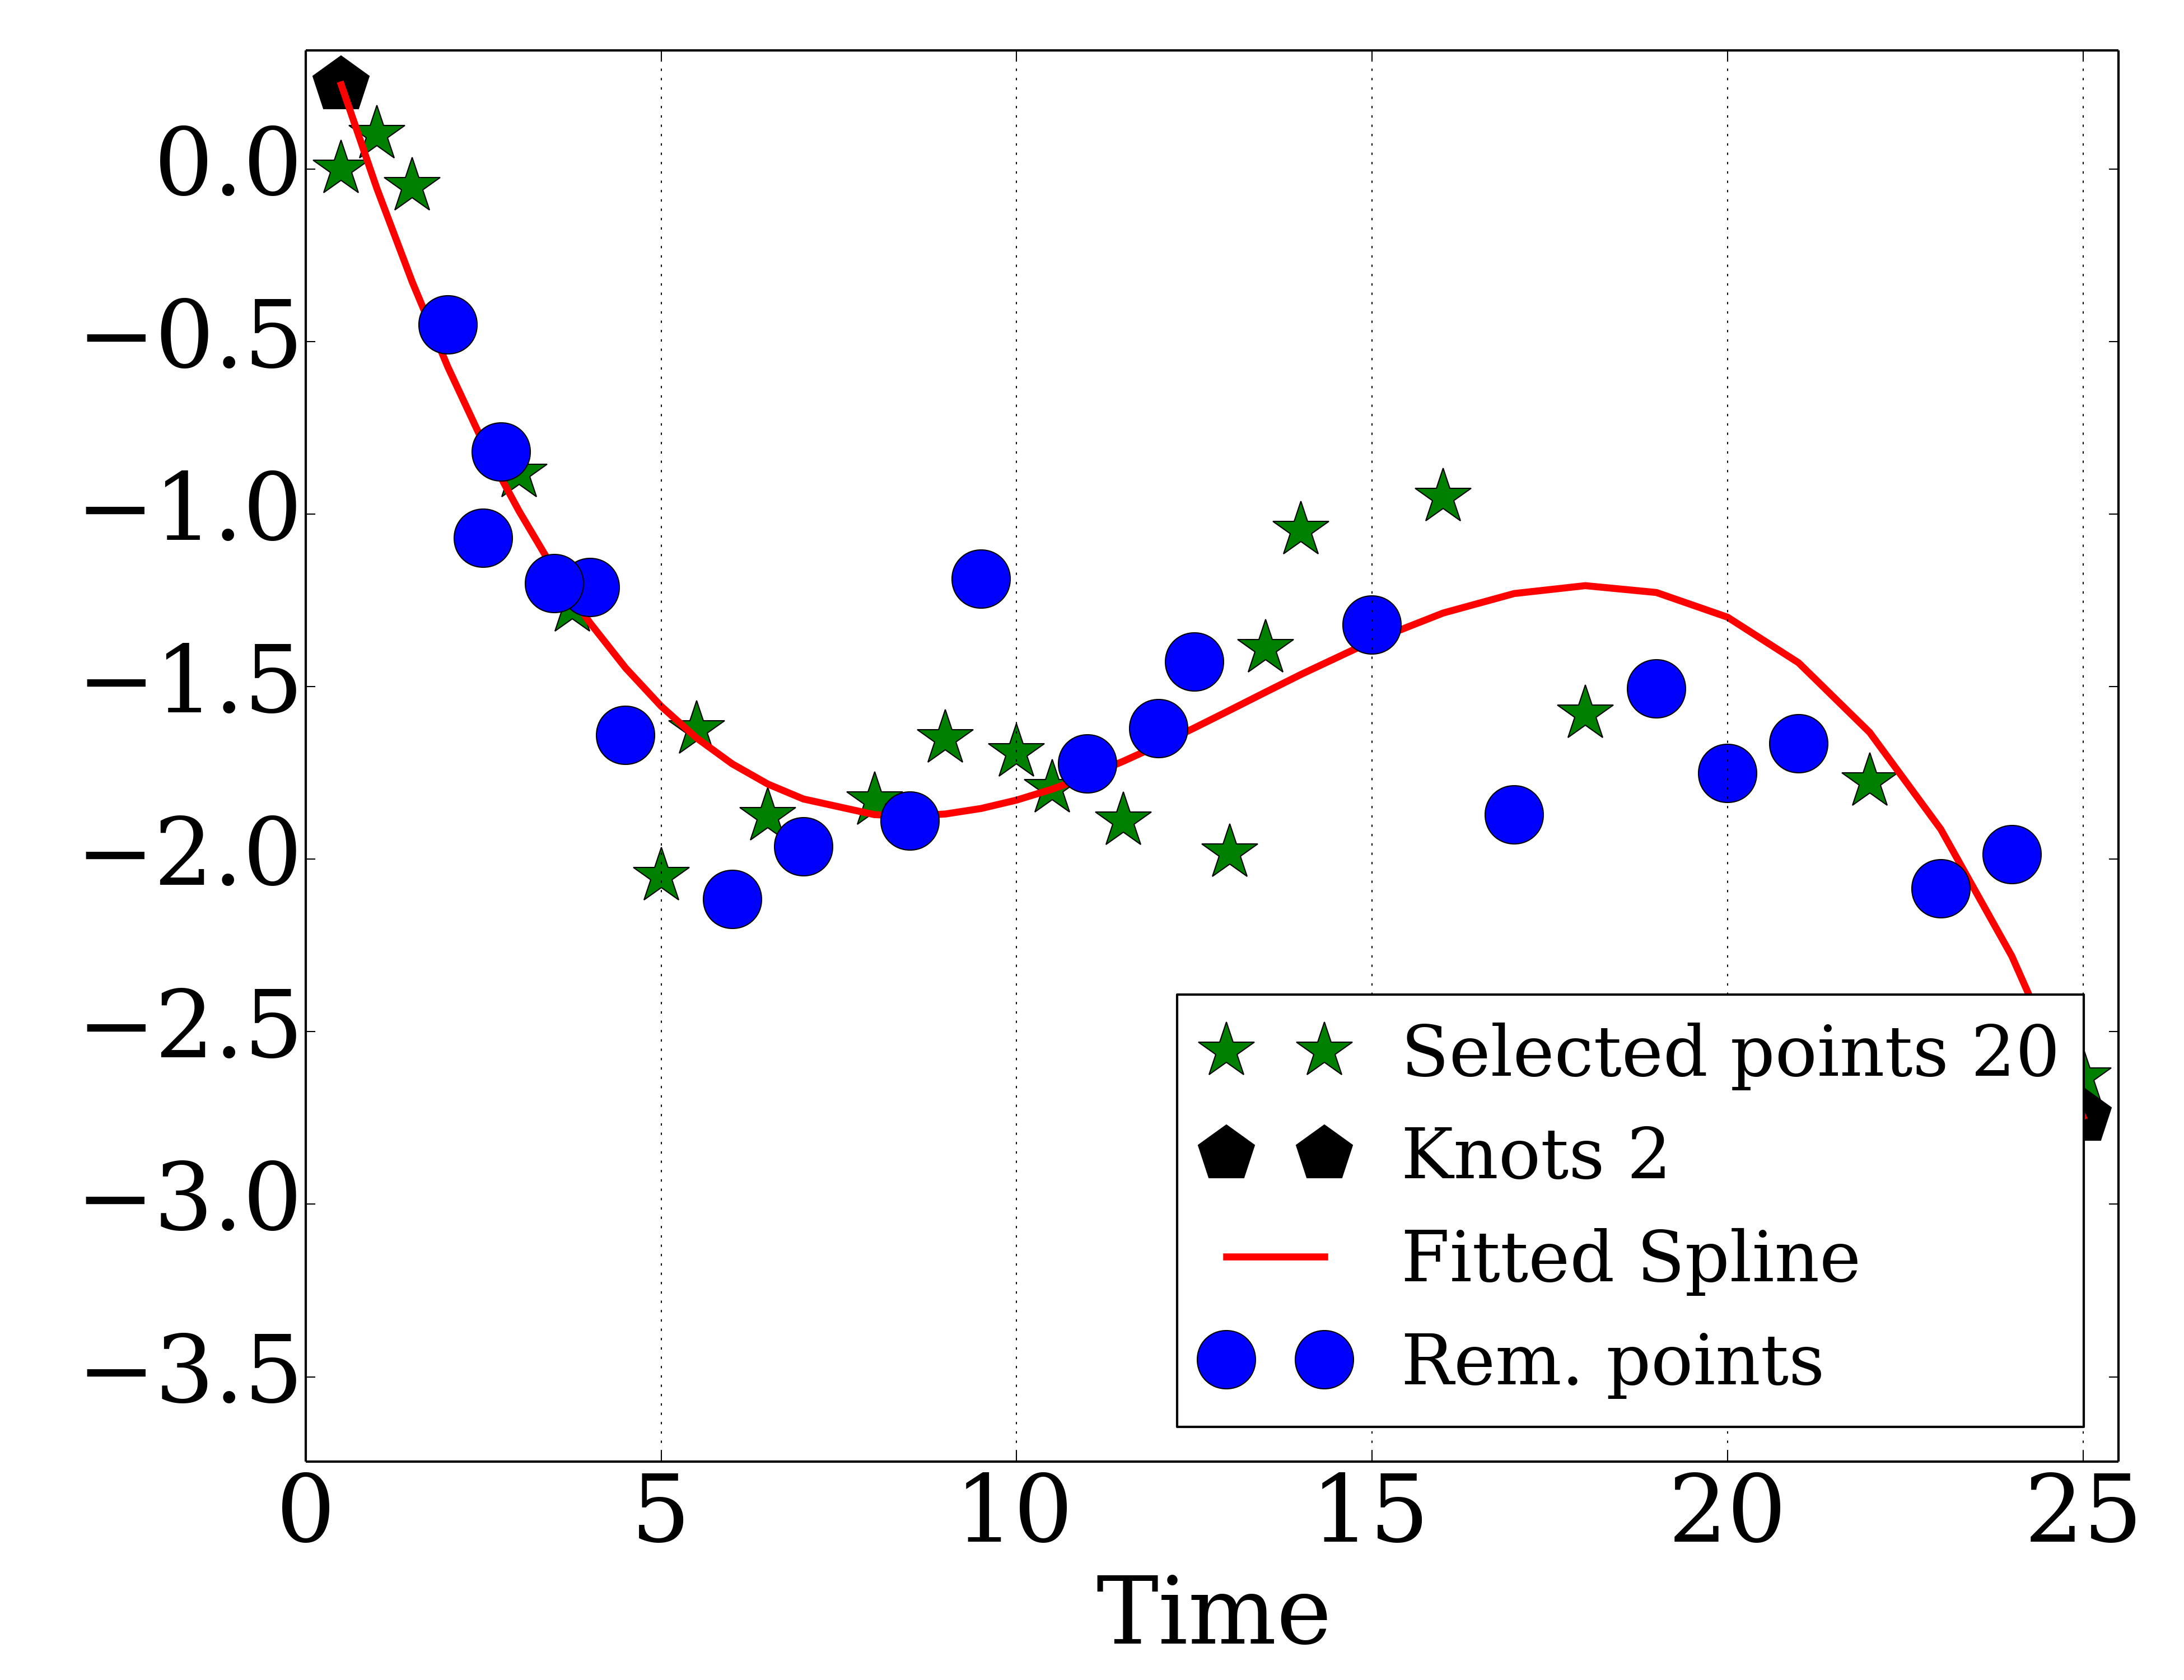 0.0
−0.5
−1.0
−1.5
−2.0
−2.5
−3.0
−3.5
Selected points 20
Knots 2
Fitted Spline
Rem. points
0 5 10 15 20 25
Time